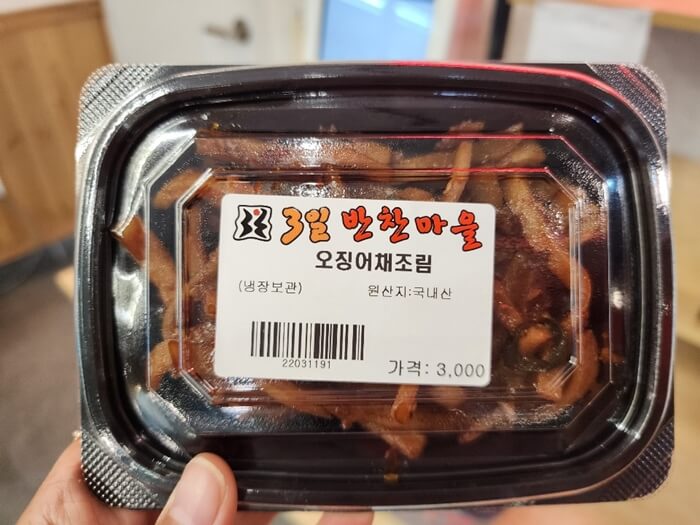 3일 반찬마을
오징어채조림
(냉장보관) 원산지:국내산
22031191
가격: 3,000